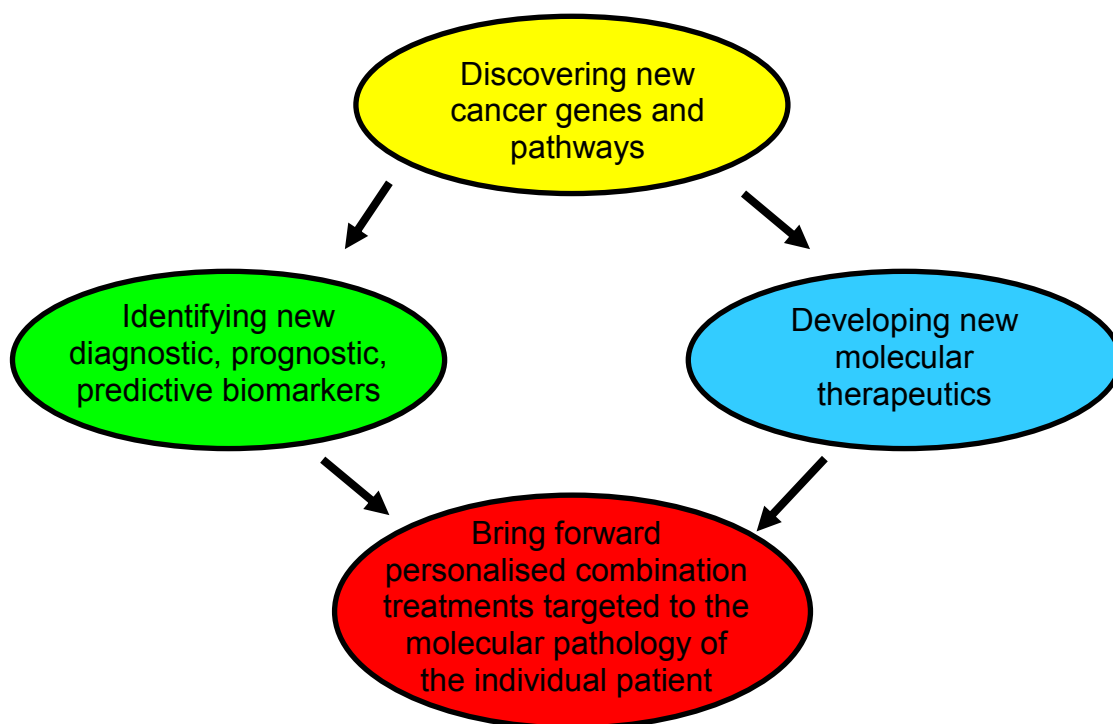 Discovering new
cancer genes and
pathways
Identifying new
diagnostic, prognostic,
predictive biomarkers
Developing new
molecular
therapeutics
Bring forward
personalised combination
treatments targeted to the
molecular pathology of
the individual patient